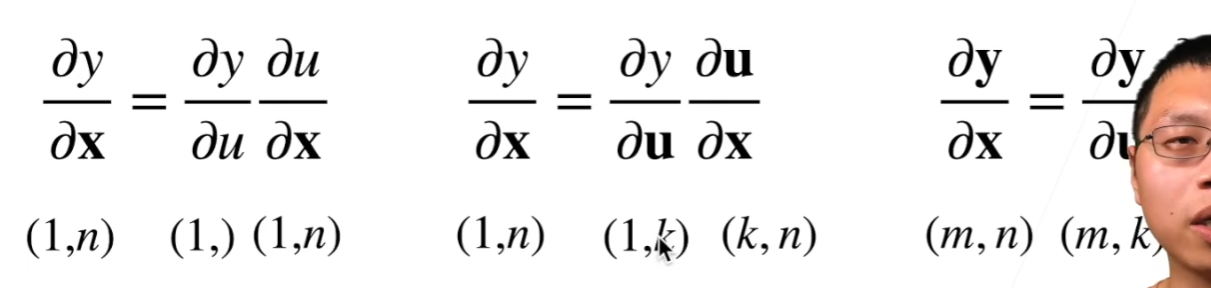 ∂y/∂𝐱 = ∂y/∂u ∂u/∂𝐱    ∂y/∂𝐱 = ∂y/∂𝐮 ∂𝐮/∂𝐱    ∂𝐲/∂𝐱 = ∂𝐲/∂𝐮
(1,n) (1,) (1,n)    (1,n) (1,k) (k, n)    (m, n) (m, k)